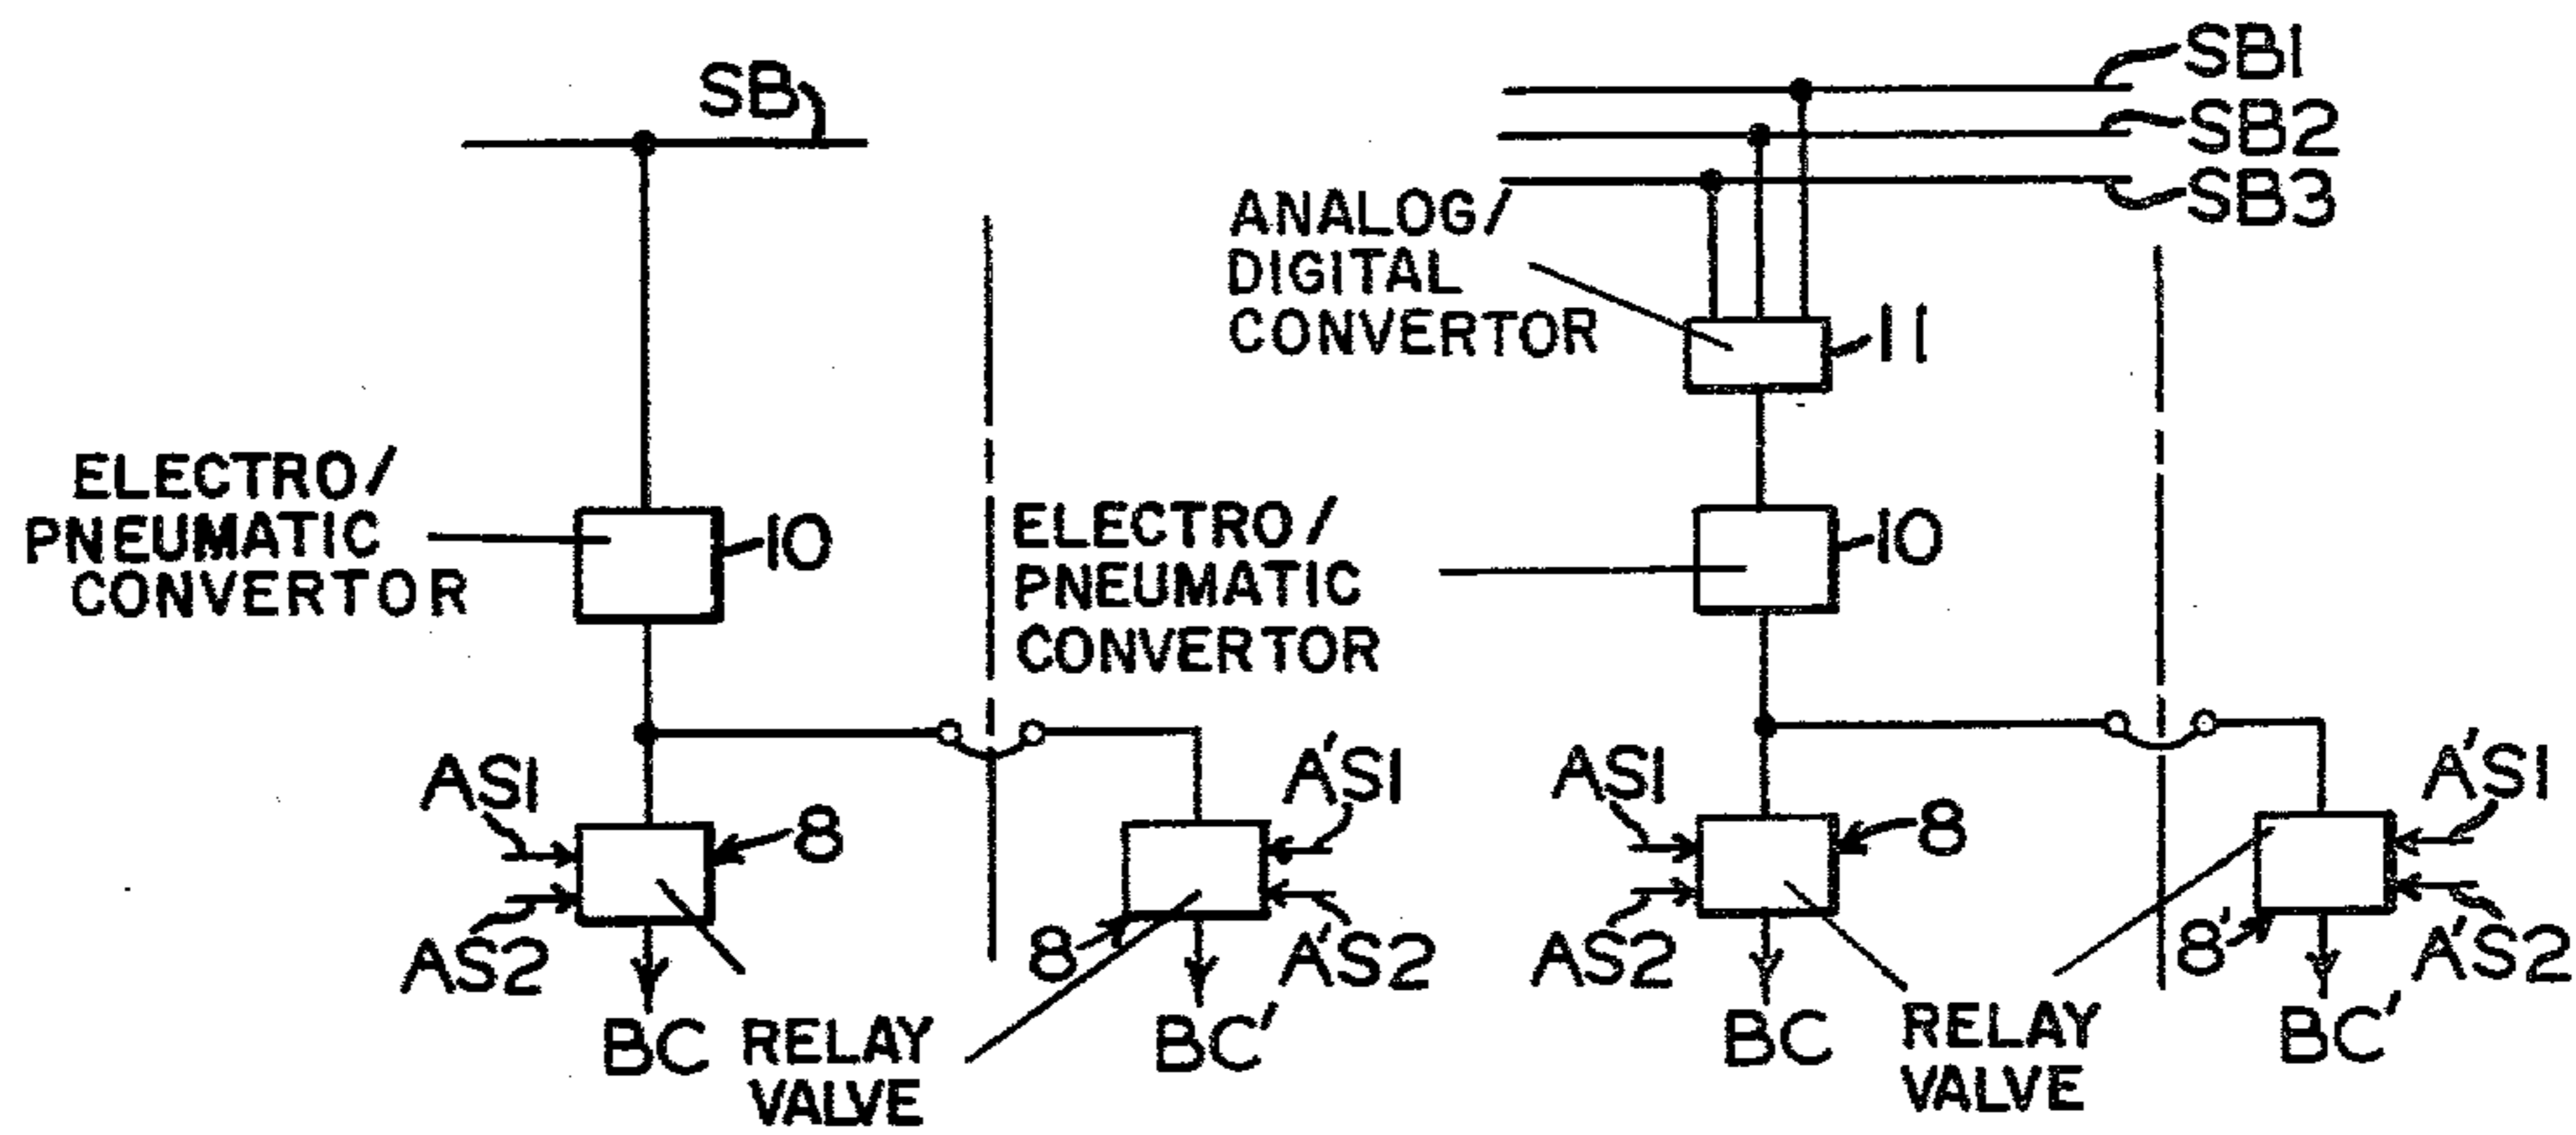 SB
ELECTRO/
PNEUMATIC
CONVERTOR
10
AS1
AS2
8
BC
RELAY
VALVE
8
A'S1
A'S2
BC'
SB1
SB2
SB3
ANALOG/
DIGITAL
CONVERTOR
11
ELECTRO/
PNEUMATIC
CONVERTOR
10
AS1
AS2
8
BC
RELAY
VALVE
8'
A'S1
A'S2
BC'